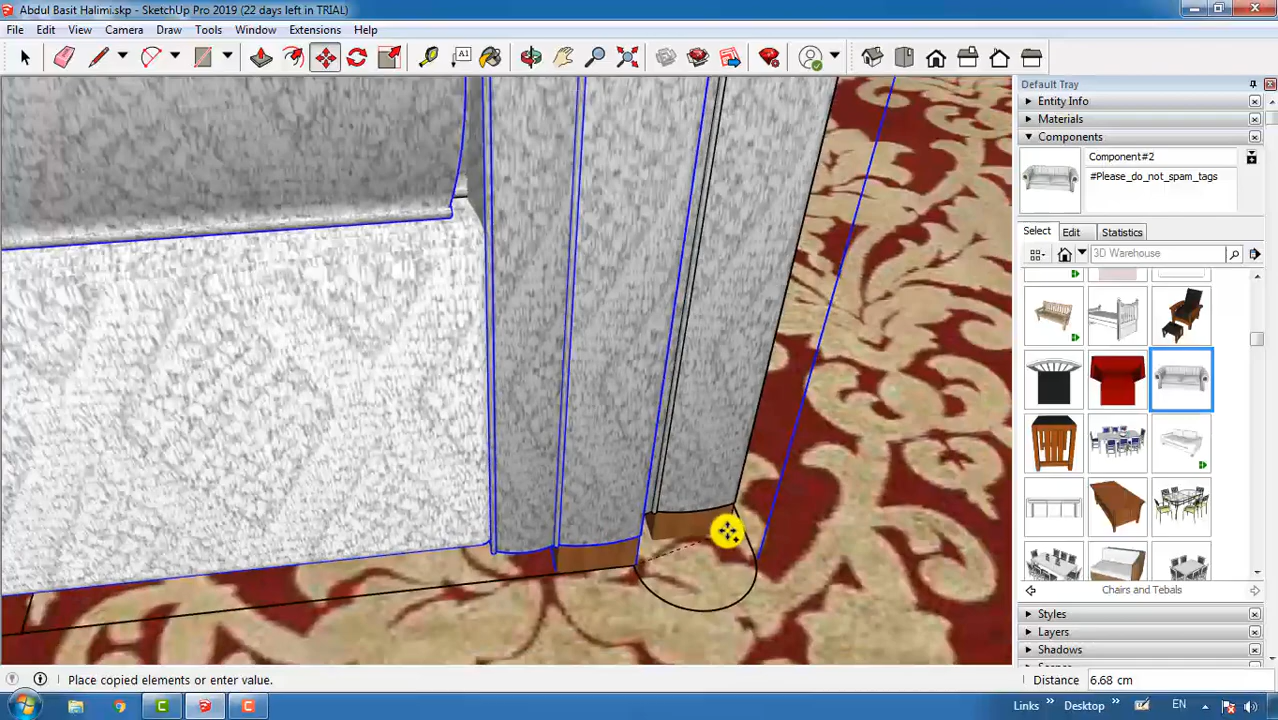 Abdul Basit Halimi.skp - SketchUp Pro 2019 (22 days left in TRIAL)
File Edit View Camera Draw Tools Window Extensions Help
A1
Default Tray
Entity Info
Materials
Components
Component#2
#Please_do_not_spam_tags
Select Edit Statistics
3D Warehouse
Chairs and Tebals
Styles
Layers
Shadows
Place copied elements or enter value.
Distance 6.68 cm
Links » Desktop » EN